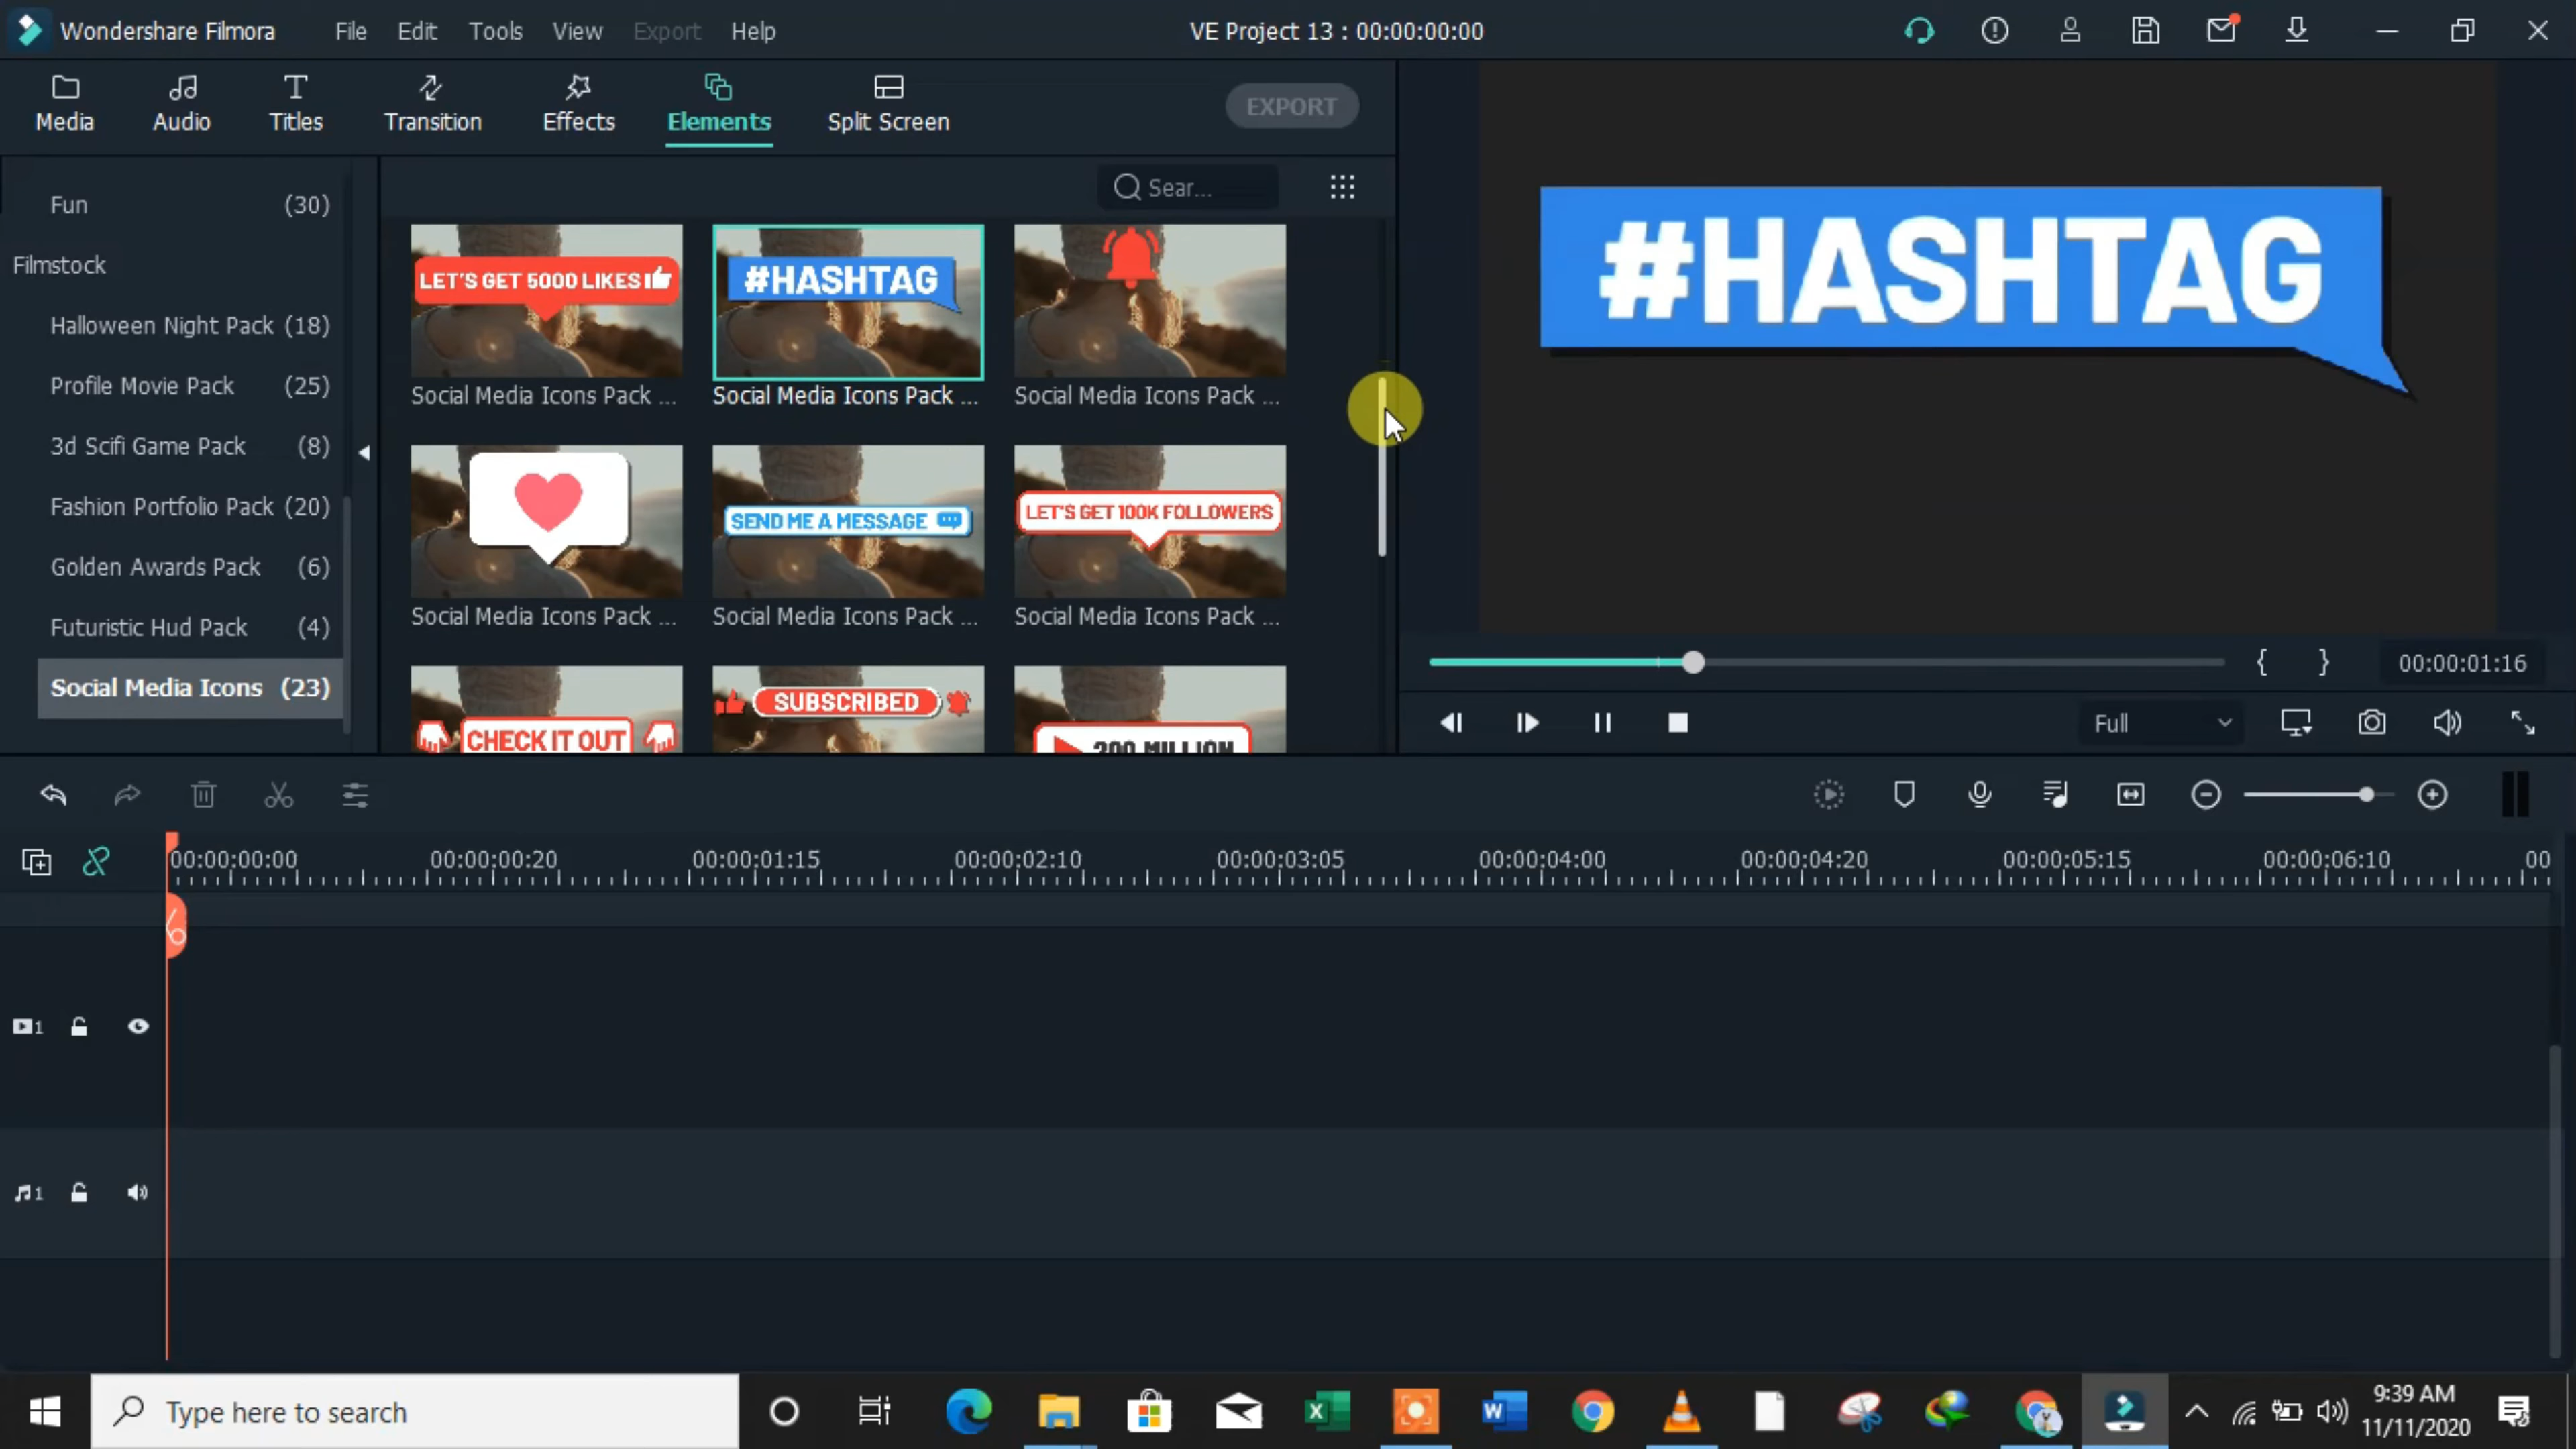 Wondershare Filmora File Edit Tools View Export Help VE Project 13 : 00:00:00:00
Media Audio Titles Transition Effects Elements Split Screen EXPORT
Sear...
Fun (30)
Filmstock
Halloween Night Pack (18)
Profile Movie Pack (25)
3d Scifi Game Pack (8)
Fashion Portfolio Pack (20)
Golden Awards Pack (6)
Futuristic Hud Pack (4)
Social Media Icons (23)
LET'S GET 5000 LIKES
#HASHTAG
Social Media Icons Pack ... Social Media Icons Pack ... Social Media Icons Pack ...
SEND ME A MESSAGE
LET'S GET 100K FOLLOWERS
Social Media Icons Pack ... Social Media Icons Pack ... Social Media Icons Pack ...
CHECK IT OUT
SUBSCRIBED
200 MILLION
#HASHTAG
{ } 00:00:01:16
Full
00:00:00:00 00:00:00:20 00:00:01:15 00:00:02:10 00:00:03:05 00:00:04:00 00:00:04:20 00:00:05:15 00:00:06:10 00
1
1
Type here to search
9:39 AM
11/11/2020